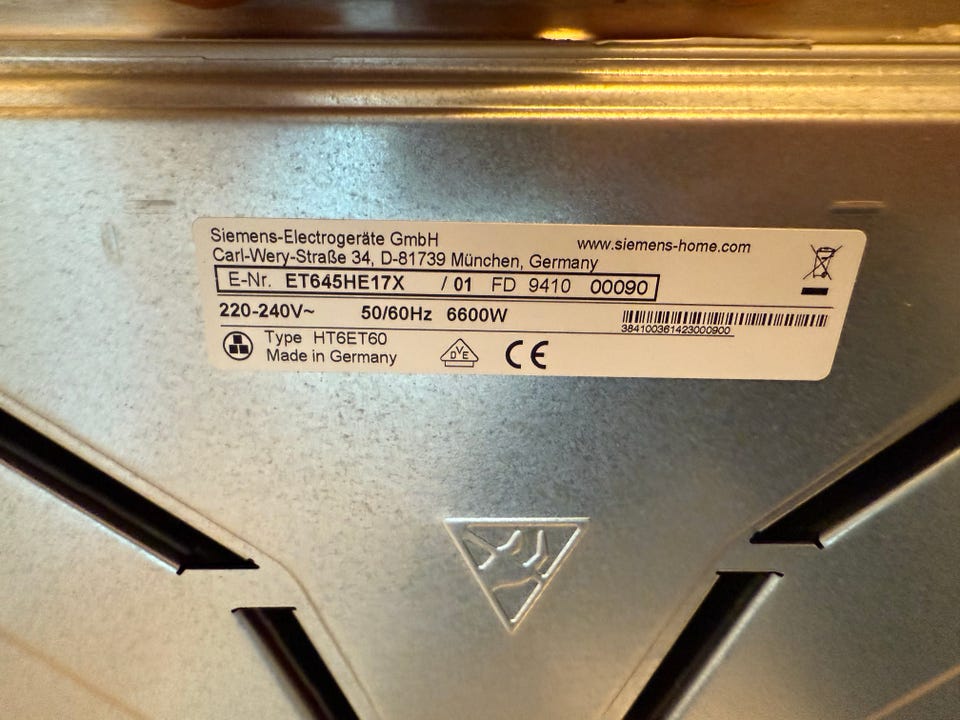 Siemens-Electrogeräte GmbH www.siemens-home.com
Carl-Wery-Straße 34, D-81739 München, Germany
E-Nr. ET645HE17X / 01 FD 9410 00090
220-240V~ 50/60Hz 6600W
384100361423000900
Type HT6ET60
Made in Germany
DVE CE